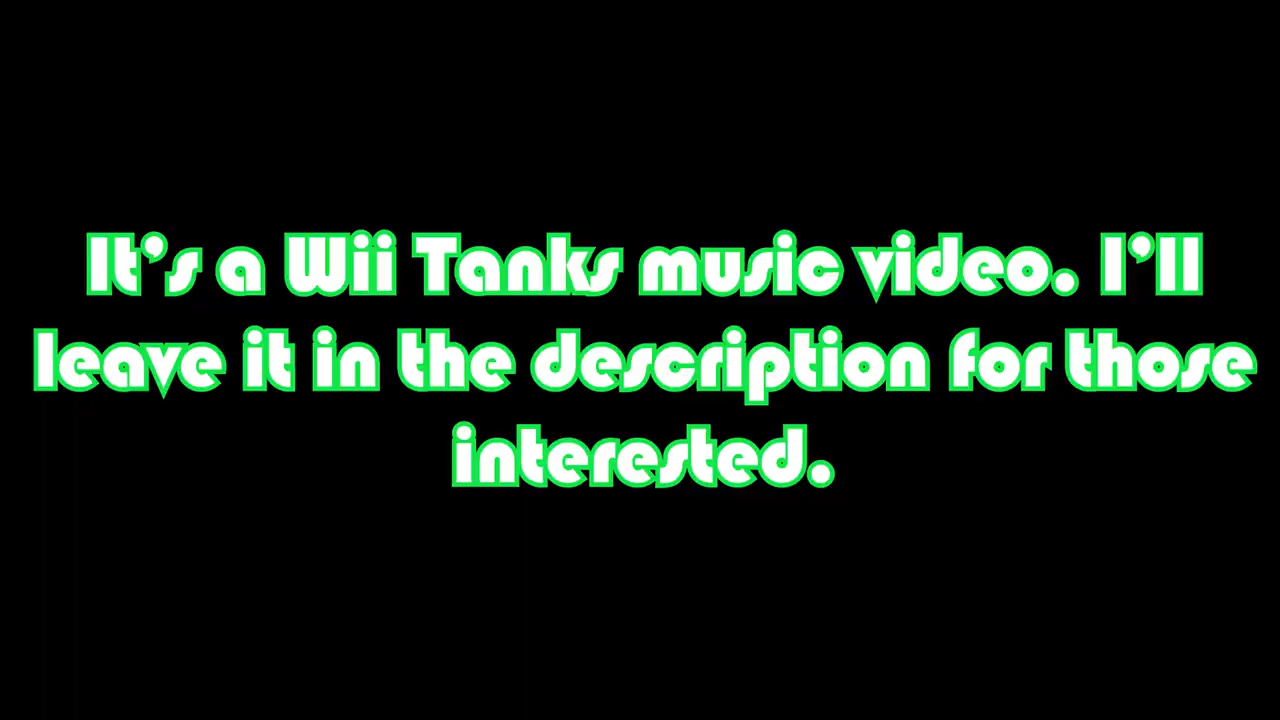 It's a Wii Tanks music video. I'll
leave it in the description for those
interested.